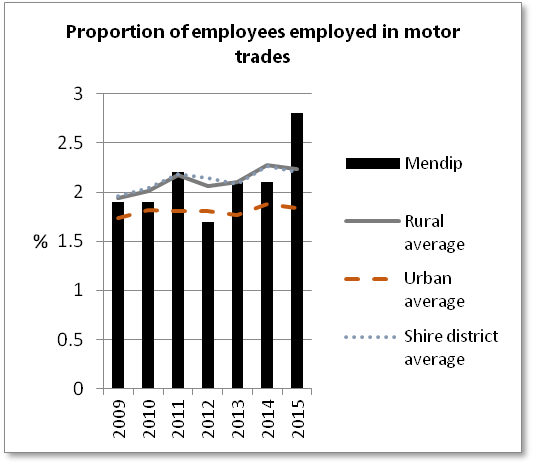 Proportion of employees employed in motor
trades
3
2.5
2
1.5
1
0.5
0
%
2009
2010
2011
2012
2013
2014
2015
Mendip
Rural
average
Urban
average
Shire district
average